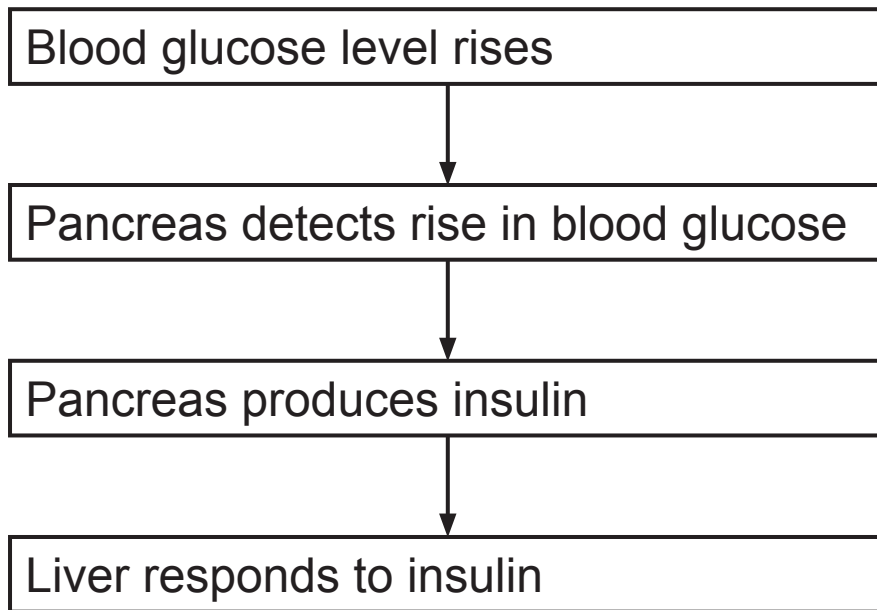 Blood glucose level rises
Pancreas detects rise in blood glucose
Pancreas produces insulin
Liver responds to insulin